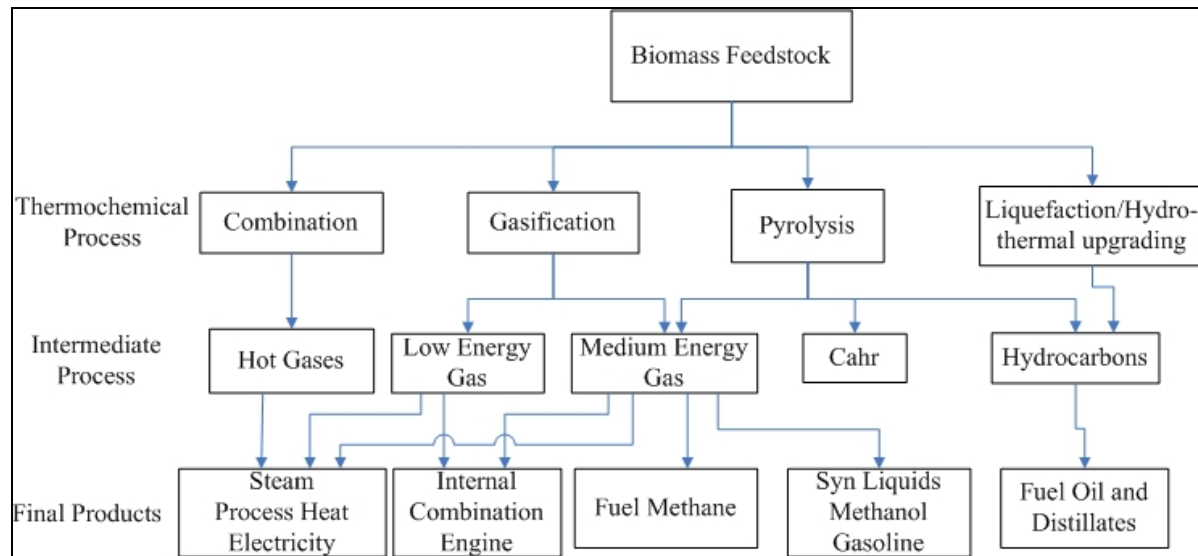 Biomass Feedstock
Thermochemical
Process
Combination
Gasification
Pyrolysis
Liquefaction/Hydro-
thermal upgrading
Intermediate
Process
Hot Gases
Low Energy
Gas
Medium Energy
Gas
Cahr
Hydrocarbons
Final Products
Steam
Process Heat
Electricity
Internal
Combination
Engine
Fuel Methane
Syn Liquids
Methanol
Gasoline
Fuel Oil and
Distillates